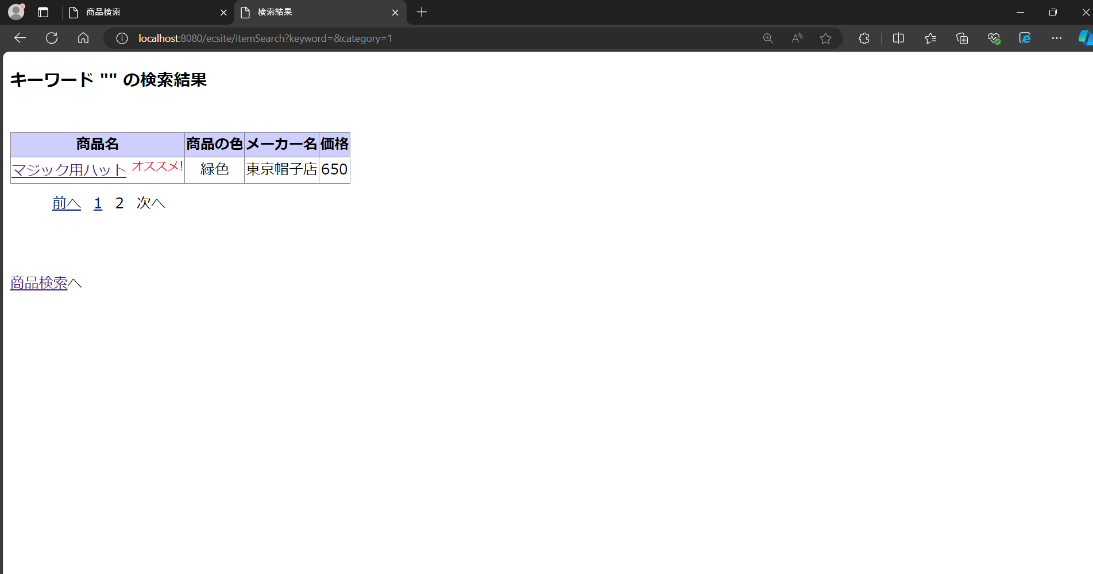 商品検索
検索結果
localhost:8080/ecsite/itemSearch?keyword=&category=1
キーワード "" の検索結果
商品名 商品の色 メーカー名 価格
マジック用ハット オススメ! 緑色 東京帽子店 650
前へ 1 2 次へ
商品検索へ